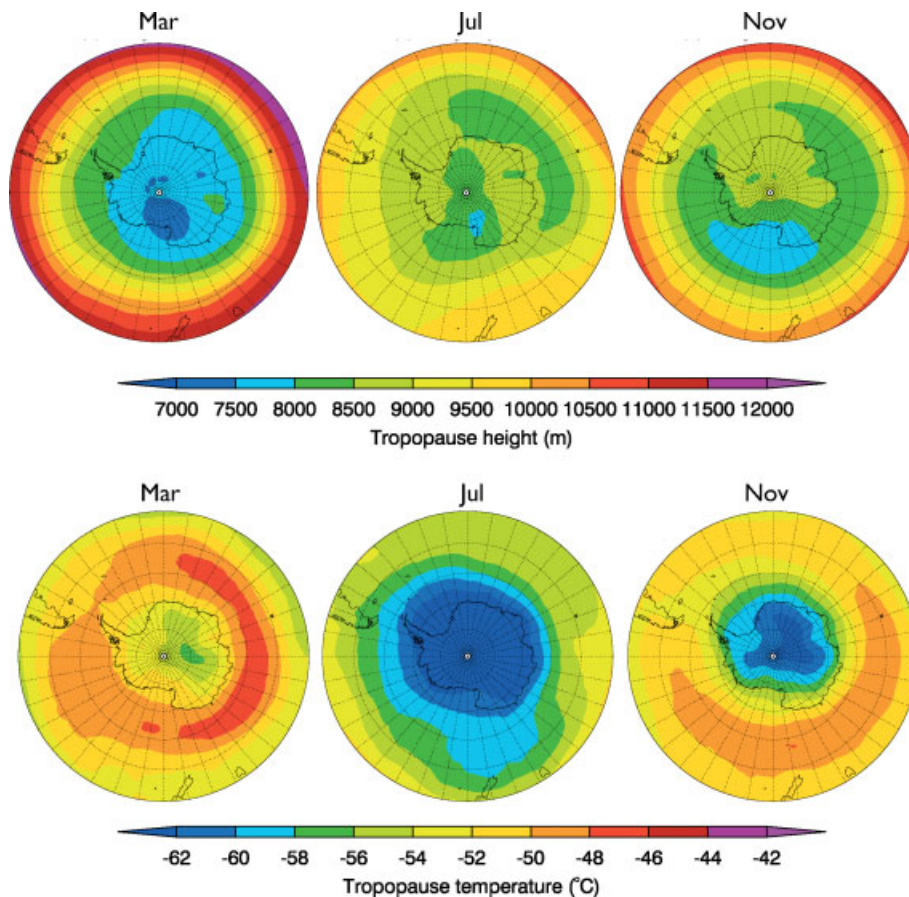 Mar Jul Nov
7000 7500 8000 8500 9000 9500 10000 10500 11000 11500 12000
Tropopause height (m)
Mar Jul Nov
-62 -60 -58 -56 -54 -52 -50 -48 -46 -44 -42
Tropopause temperature (°C)